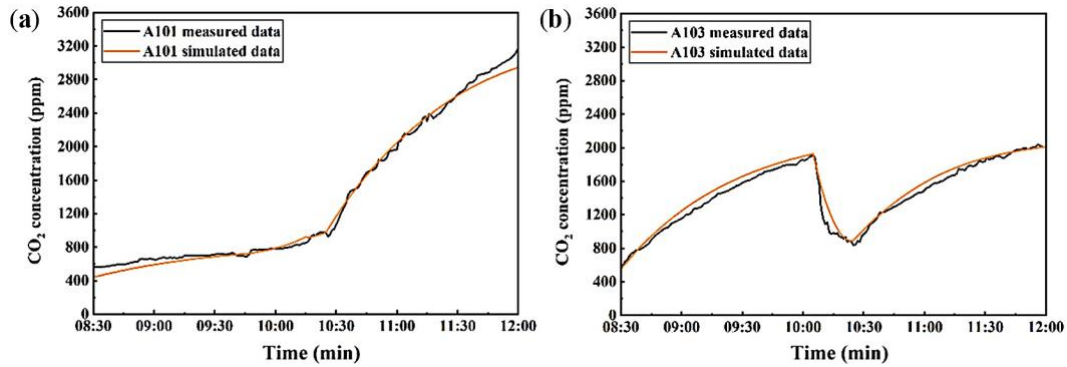 (a)
3600
3200
2800
2400
2000
1600
1200
800
400
0
CO2 concentration (ppm)
A101 measured data
A101 simulated data
08:30 09:00 09:30 10:00 10:30 11:00 11:30 12:00
Time (min)
(b)
3600
3200
2800
2400
2000
1600
1200
800
400
0
CO2 concentration (ppm)
A103 measured data
A103 simulated data
08:30 09:00 09:30 10:00 10:30 11:00 11:30 12:00
Time (min)